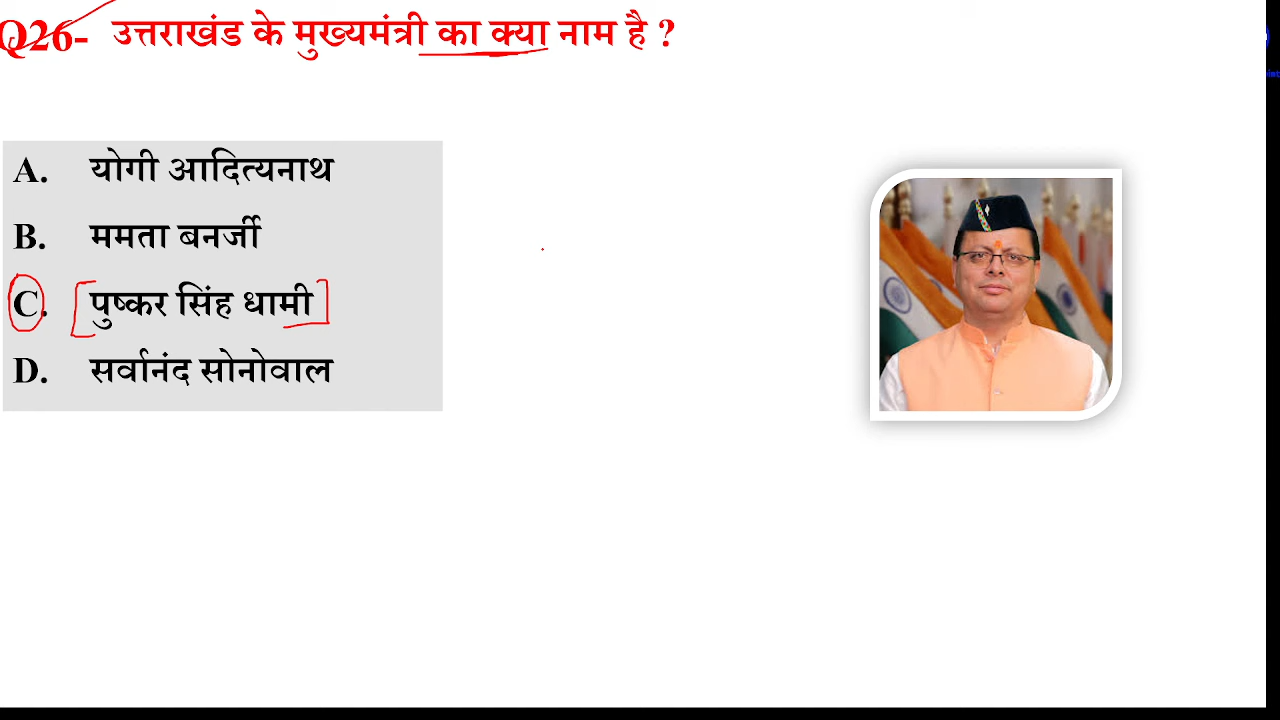 Q26- उत्तराखंड के मुख्यमंत्री का क्या नाम है ?
A. योगी आदित्यनाथ
B. ममता बनर्जी
C. पुष्कर सिंह धामी
D. सर्वानंद सोनोवाल